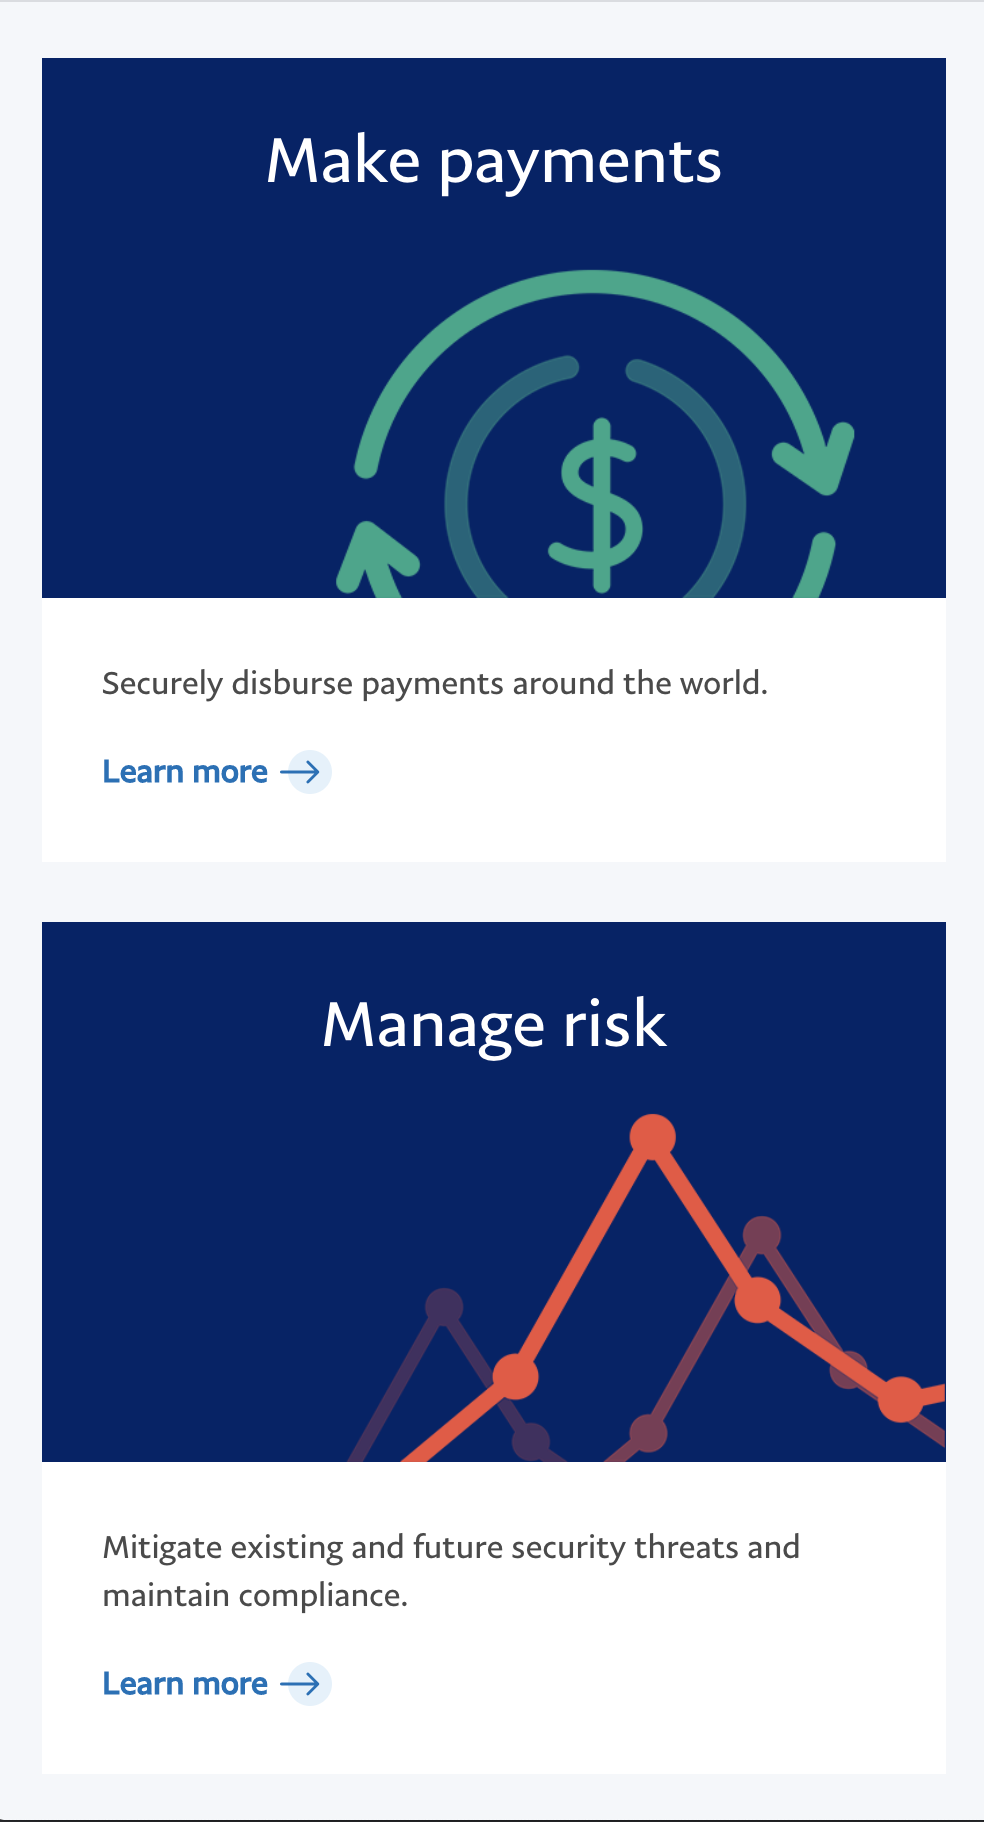 Make payments
$
Securely disburse payments around the world.
Learn more
Manage risk
Mitigate existing and future security threats and
maintain compliance.
Learn more